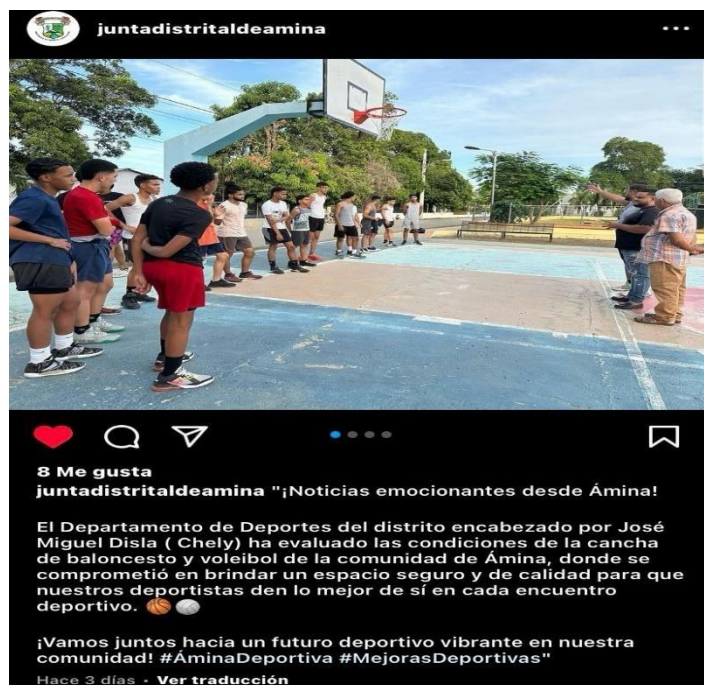 juntadistritaldeamina
8 Me gusta
juntadistritaldeamina "¡Noticias emocionantes desde Ámina!
El Departamento de Deportes del distrito encabezado por José
Miguel Disla ( Chely) ha evaluado las condiciones de la cancha
de baloncesto y voleibol de la comunidad de Ámina, donde se
comprometió en brindar un espacio seguro y de calidad para que
nuestros deportistas den lo mejor de sí en cada encuentro
deportivo. 🏀🏐
¡Vamos juntos hacia un futuro deportivo vibrante en nuestra
comunidad! #ÁminaDeportiva #MejorasDeportivas"
Hace 3 días · Ver traducción